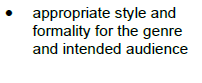 • appropriate style and
formality for the genre
and intended audience